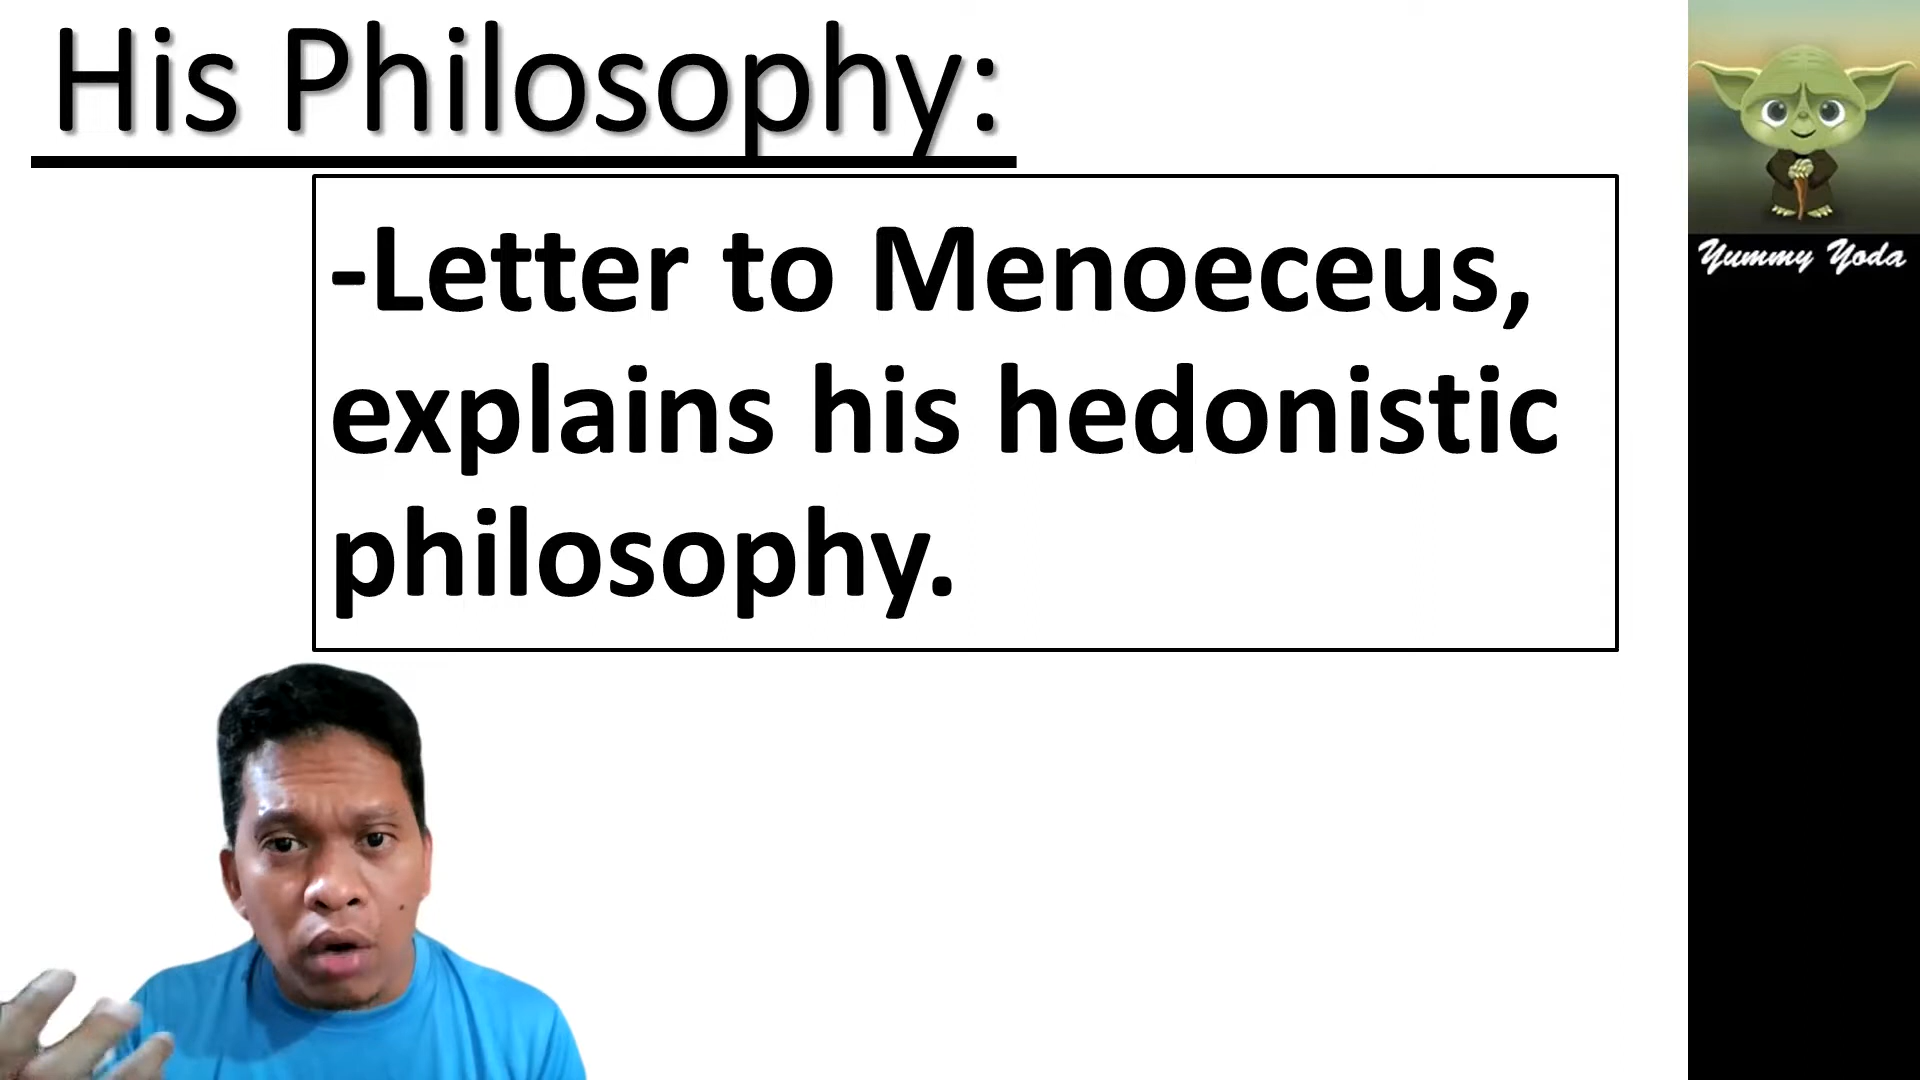 His Philosophy:
-Letter to Menoeceus,
explains his hedonistic
philosophy.
Yummy Yoda